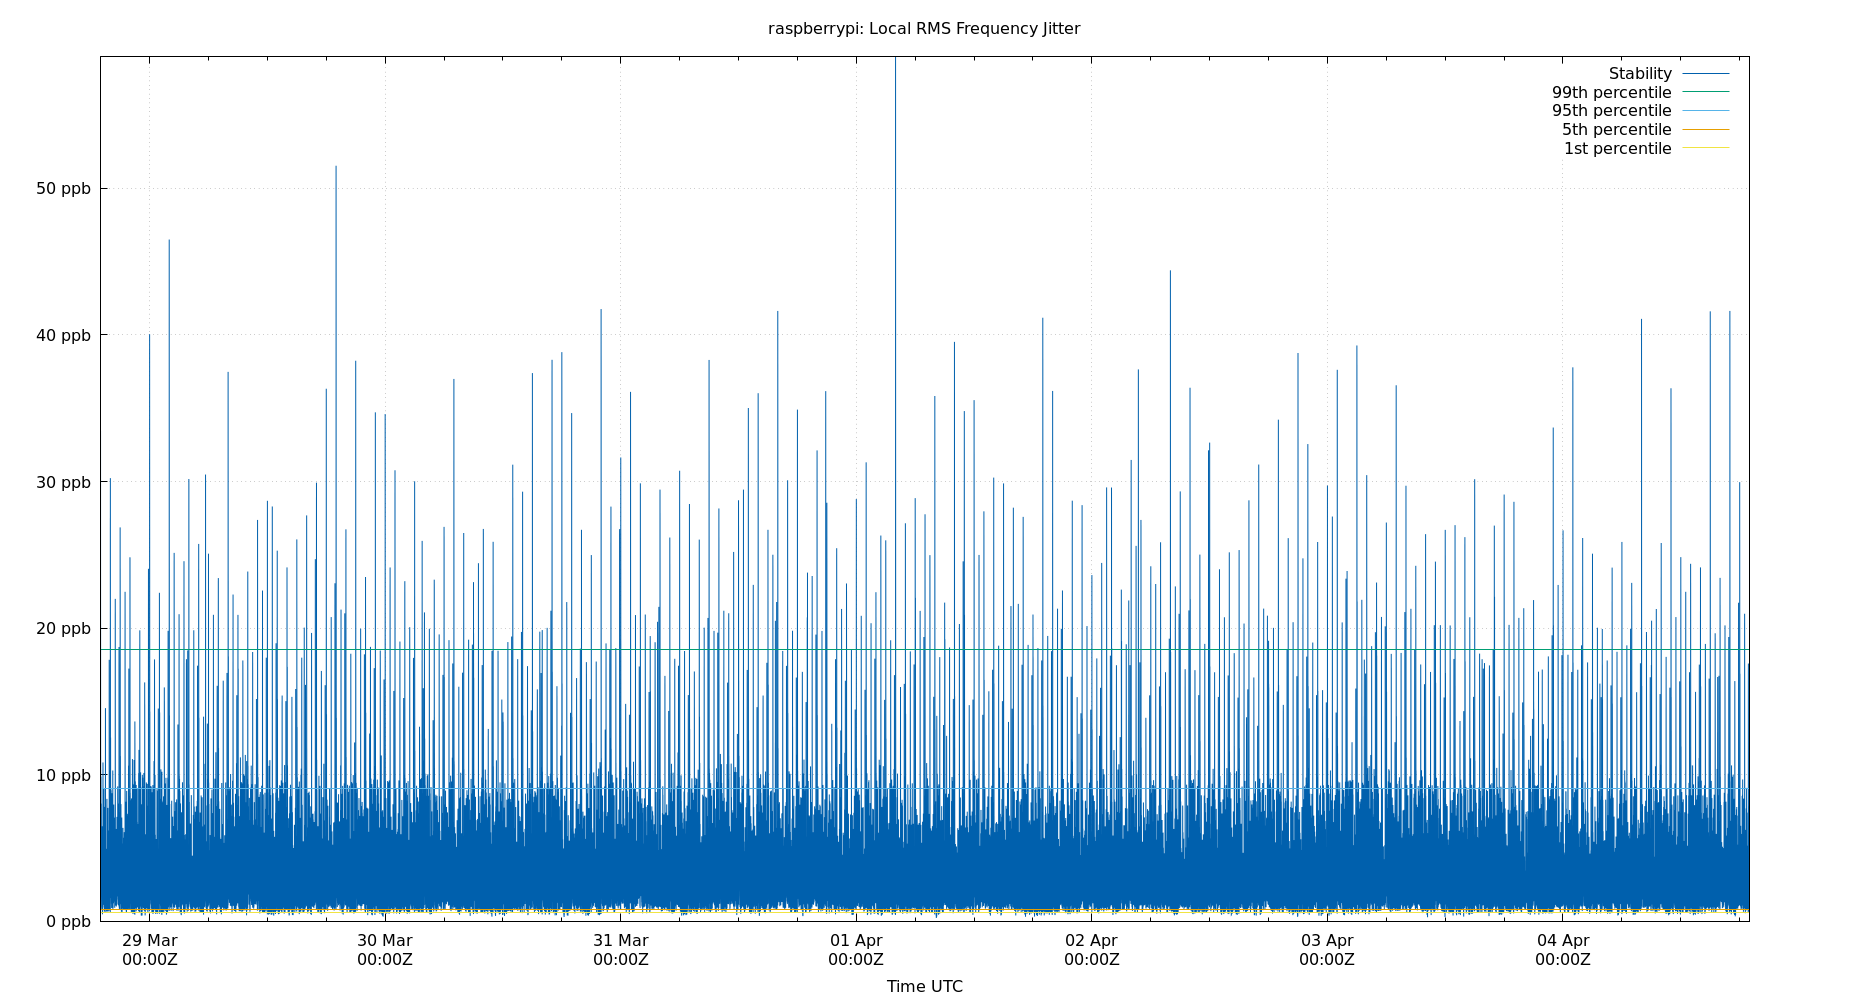 raspberrypi: Local RMS Frequency Jitter
Stability
99th percentile
95th percentile
5th percentile
1st percentile
50 ppb
40 ppb
30 ppb
20 ppb
10 ppb
0 ppb
29 Mar 30 Mar 31 Mar 01 Apr 02 Apr 03 Apr 04 Apr
00:00Z 00:00Z 00:00Z 00:00Z 00:00Z 00:00Z 00:00Z
Time UTC